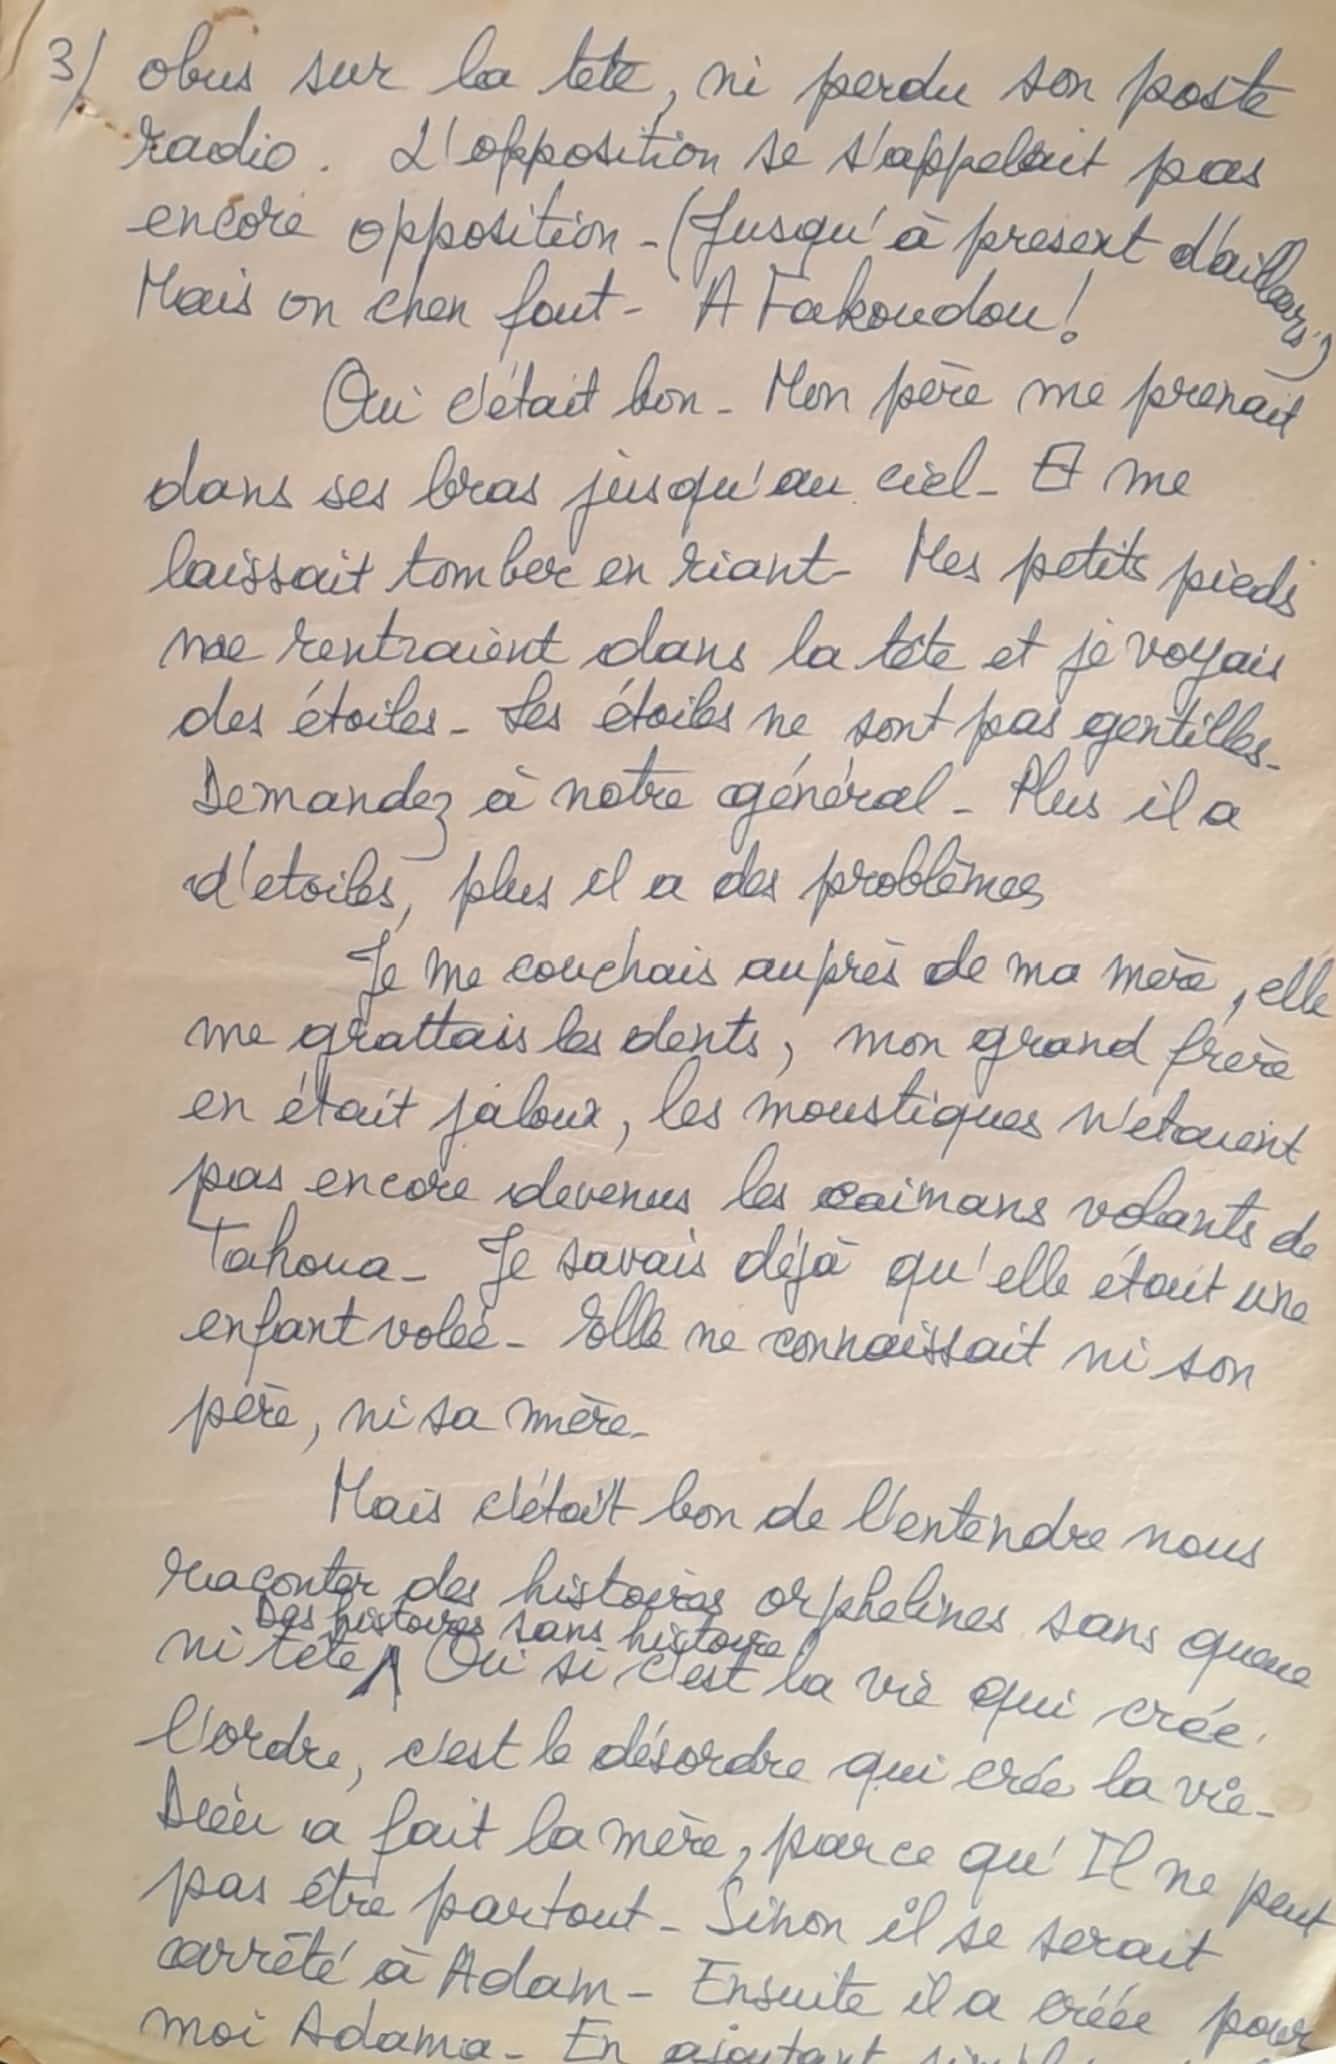 3/ obus sur la tete, ni perdu son poste
radio. L'opposition se s'appelait pas
encore opposition - (Jusqu'à present d'ailleurs)
Mais on chen fout - A Fakoudou!
Oui c'était bon - Mon père me prenait
dans ses bras jusqu'au ciel - Et me
laissait tomber en riant - Mes petits pieds
me rentraient dans la tête et je voyais
des étoiles - Les étoiles ne sont pas gentilles -
Demandez à notre général - Plus il a
d'etoiles, plus il a des problèmes
Je me couchais auprès de ma mère, elle
me grattais les dents, mon grand frère
en était jaloux, les moustiques n'etaient
pas encore devenus les caimans volants de
Tahoua - Je savais déjà qu'elle était une
enfant volée - Elle ne connaissait ni son
père, ni sa mère -
Mais c'était bon de l'entendre nous
raconter des histoires orphelines sans queue
Des histoires sans histoire
ni tête Λ Oui si c'est la vie qui crée
l'ordre, c'est le désordre qui crée la vie -
Dieu a fait la mère, parce qu'Il ne peut
pas être partout - Sinon il se serait
arrêté à Adam - Ensuite il a créée pour
moi Adama - En ajoutant